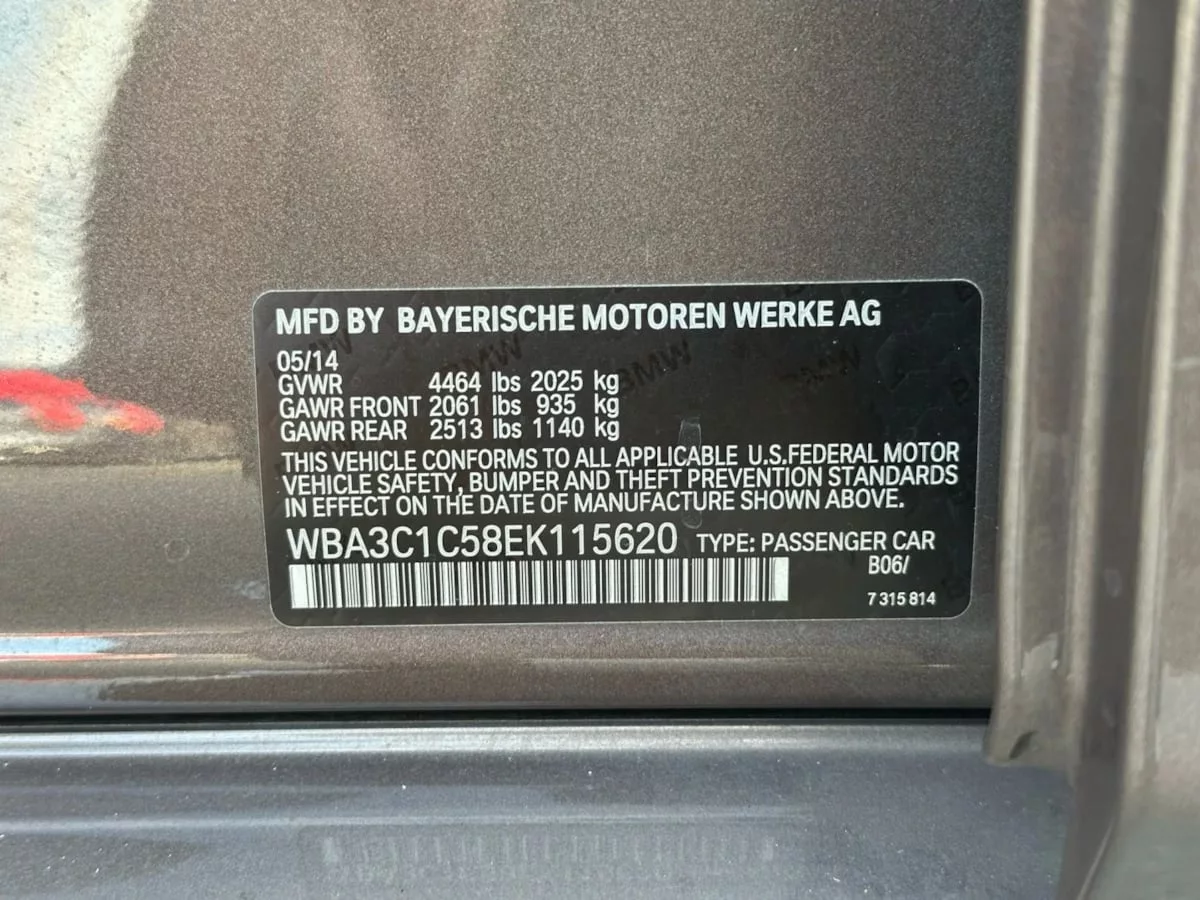 MFD BY BAYERISCHE MOTOREN WERKE AG
05/14
GVWR 4464 lbs 2025 kg
GAWR FRONT 2061 lbs 935 kg
GAWR REAR 2513 lbs 1140 kg
THIS VEHICLE CONFORMS TO ALL APPLICABLE U.S.FEDERAL MOTOR
VEHICLE SAFETY, BUMPER AND THEFT PREVENTION STANDARDS
IN EFFECT ON THE DATE OF MANUFACTURE SHOWN ABOVE.
WBA3C1C58EK115620 TYPE: PASSENGER CAR
B06/
7 315 814